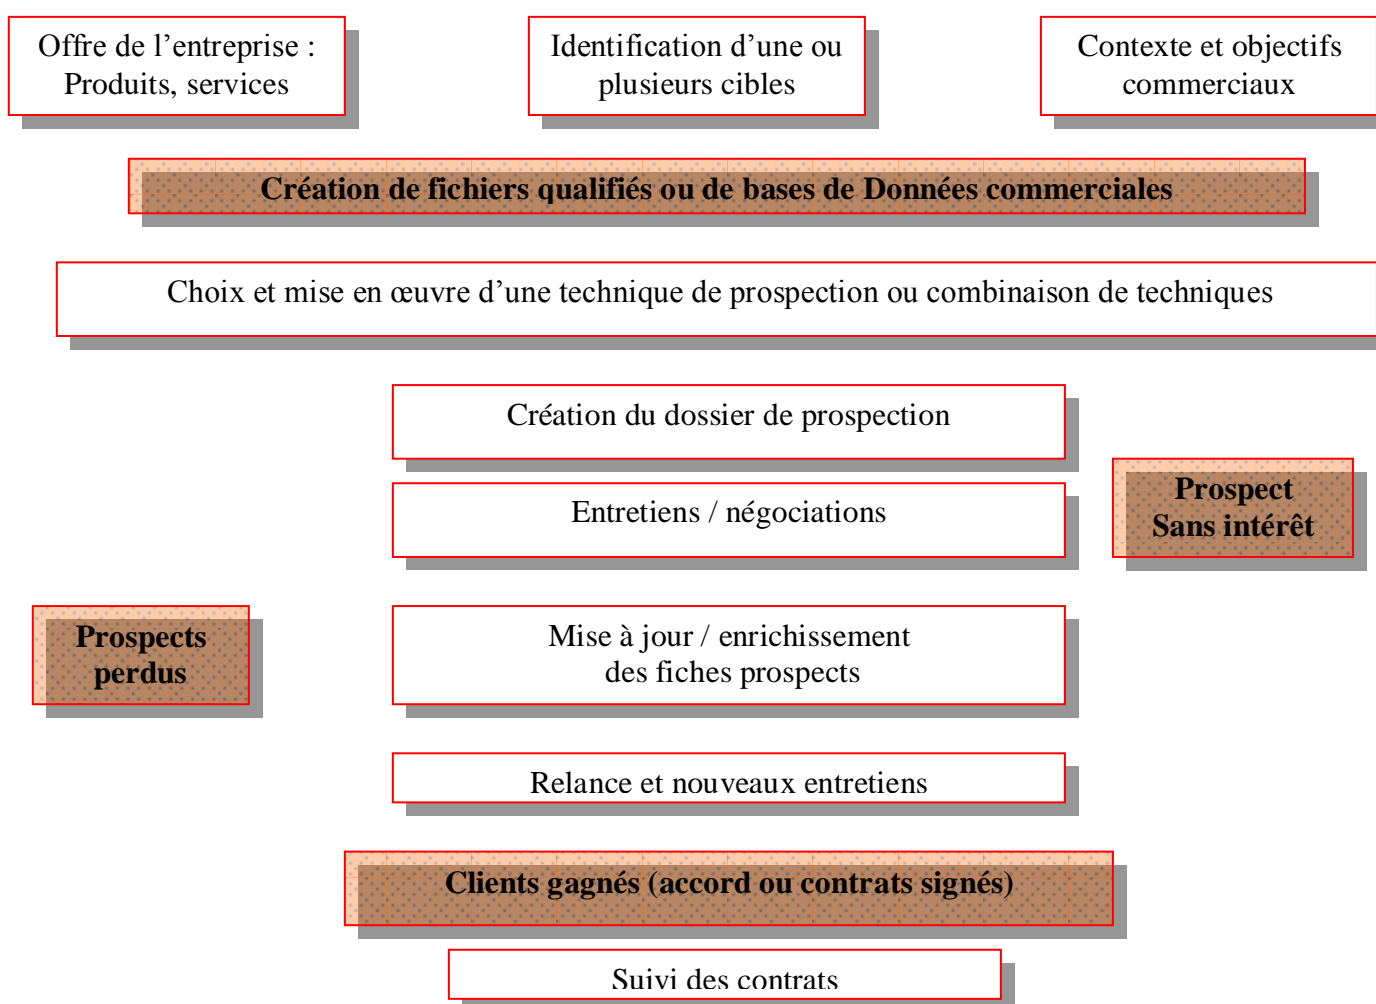 Offre de l'entreprise :
Produits, services
Identification d'une ou
plusieurs cibles
Contexte et objectifs
commerciaux
Création de fichiers qualifiés ou de bases de Données commerciales
Choix et mise en œuvre d'une technique de prospection ou combinaison de techniques
Création du dossier de prospection
Entretiens / négociations
Prospect
Sans intérêt
Prospects
perdus
Mise à jour / enrichissement
des fiches prospects
Relance et nouveaux entretiens
Clients gagnés (accord ou contrats signés)
Suivi des contrats